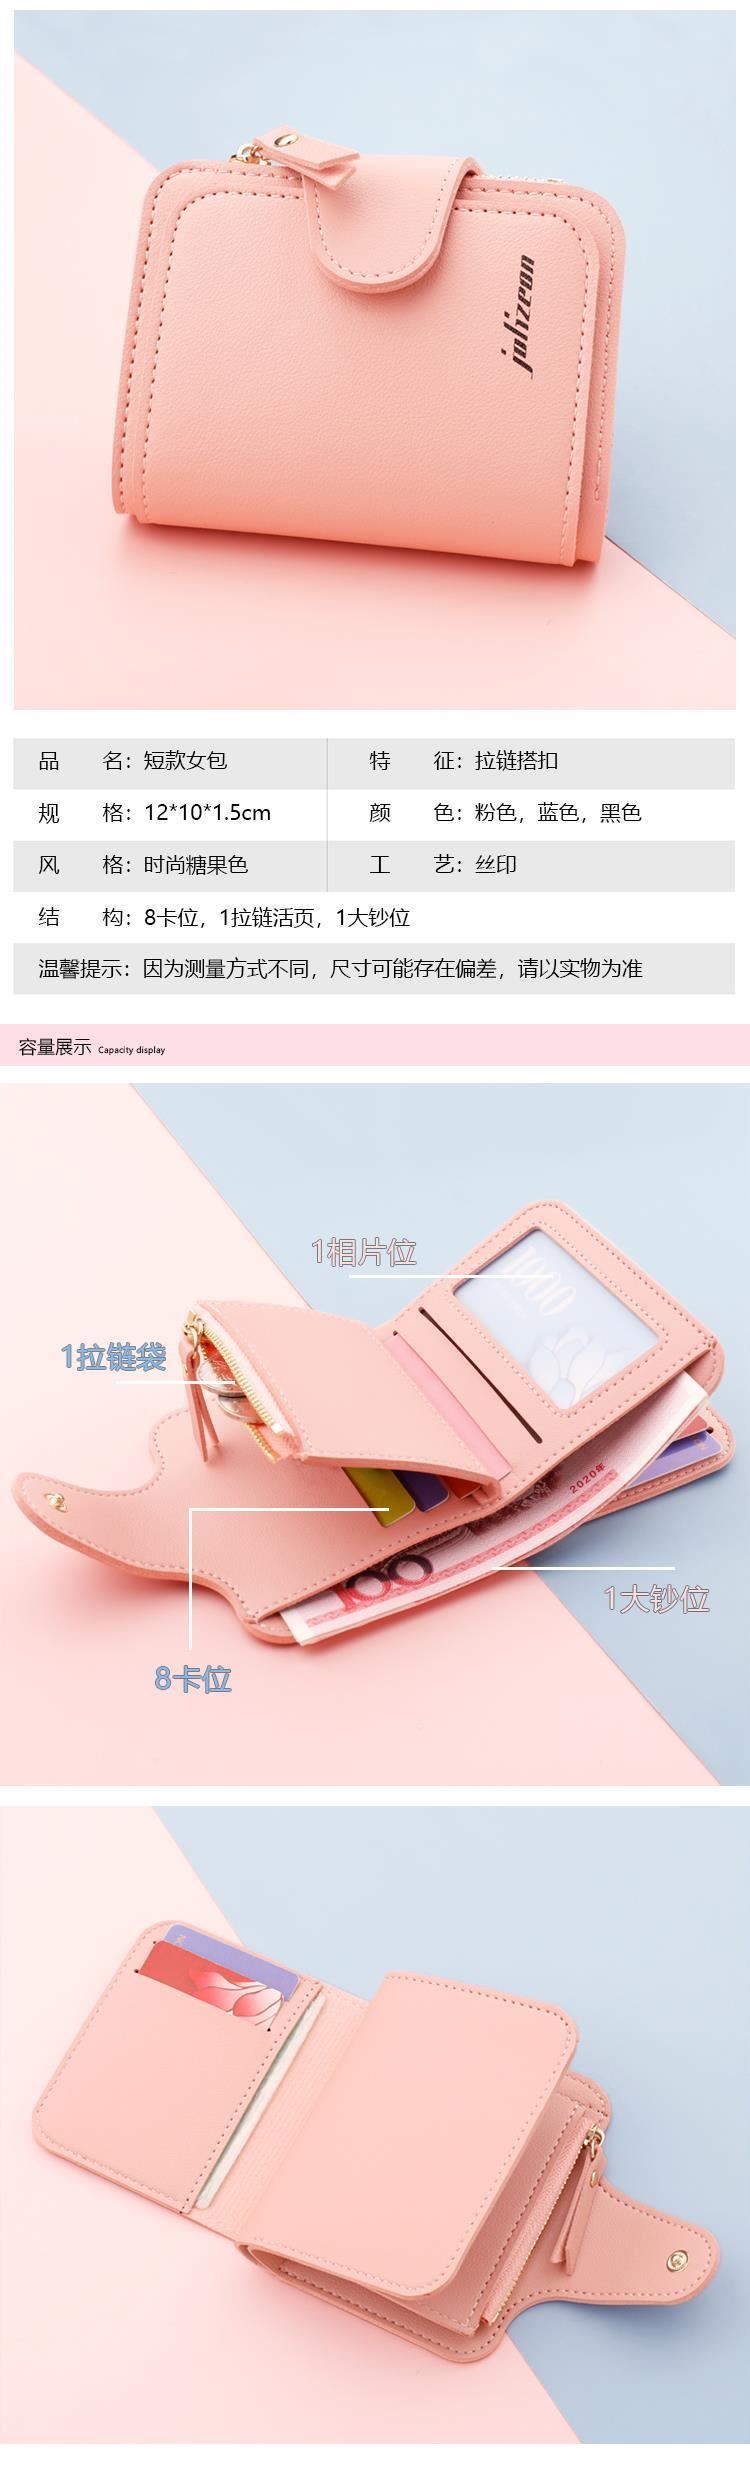 jolizeon
品 名：短款女包
特 征：拉链搭扣
规 格：12*10*1.5cm
颜 色：粉色，蓝色，黑色
风 格：时尚糖果色
工 艺：丝印
结 构：8卡位，1拉链活页，1大钞位
温馨提示：因为测量方式不同，尺寸可能存在偏差，请以实物为准
容量展示 Capacity display
1相片位
1000
1拉链袋
2020年
100
1大钞位
8卡位